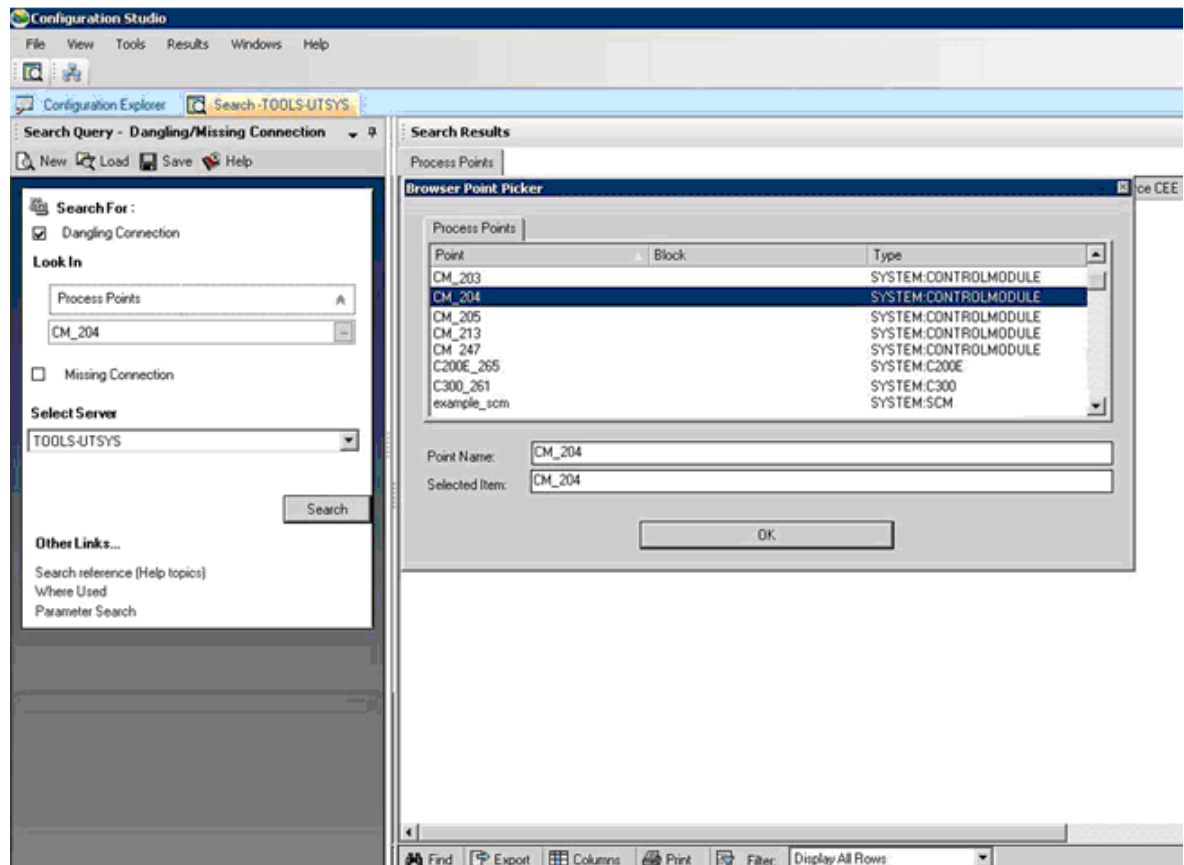 Configuration Studio
File View Tools Results Windows Help
Configuration Explorer Search -TOOLS-UTSYS
Search Query - Dangling/Missing Connection
New Load Save Help
Search For :
Dangling Connection
Look In
Process Points
CM_204
Missing Connection
Select Server
TOOLS-UTSYS
Search
Other Links...
Search reference (Help topics)
Where Used
Parameter Search
Search Results
Process Points
Browser Point Picker
ce CEE
Process Points
Point Block Type
CM_203 SYSTEM:CONTROLMODULE
CM_204 SYSTEM:CONTROLMODULE
CM_205 SYSTEM:CONTROLMODULE
CM_213 SYSTEM:CONTROLMODULE
CM_247 SYSTEM:CONTROLMODULE
C200E_265 SYSTEM:C200E
C300_261 SYSTEM:C300
example_scm SYSTEM:SCM
Point Name: CM_204
Selected Item: CM_204
OK
Find Export Columns Print Filter: Display All Rows